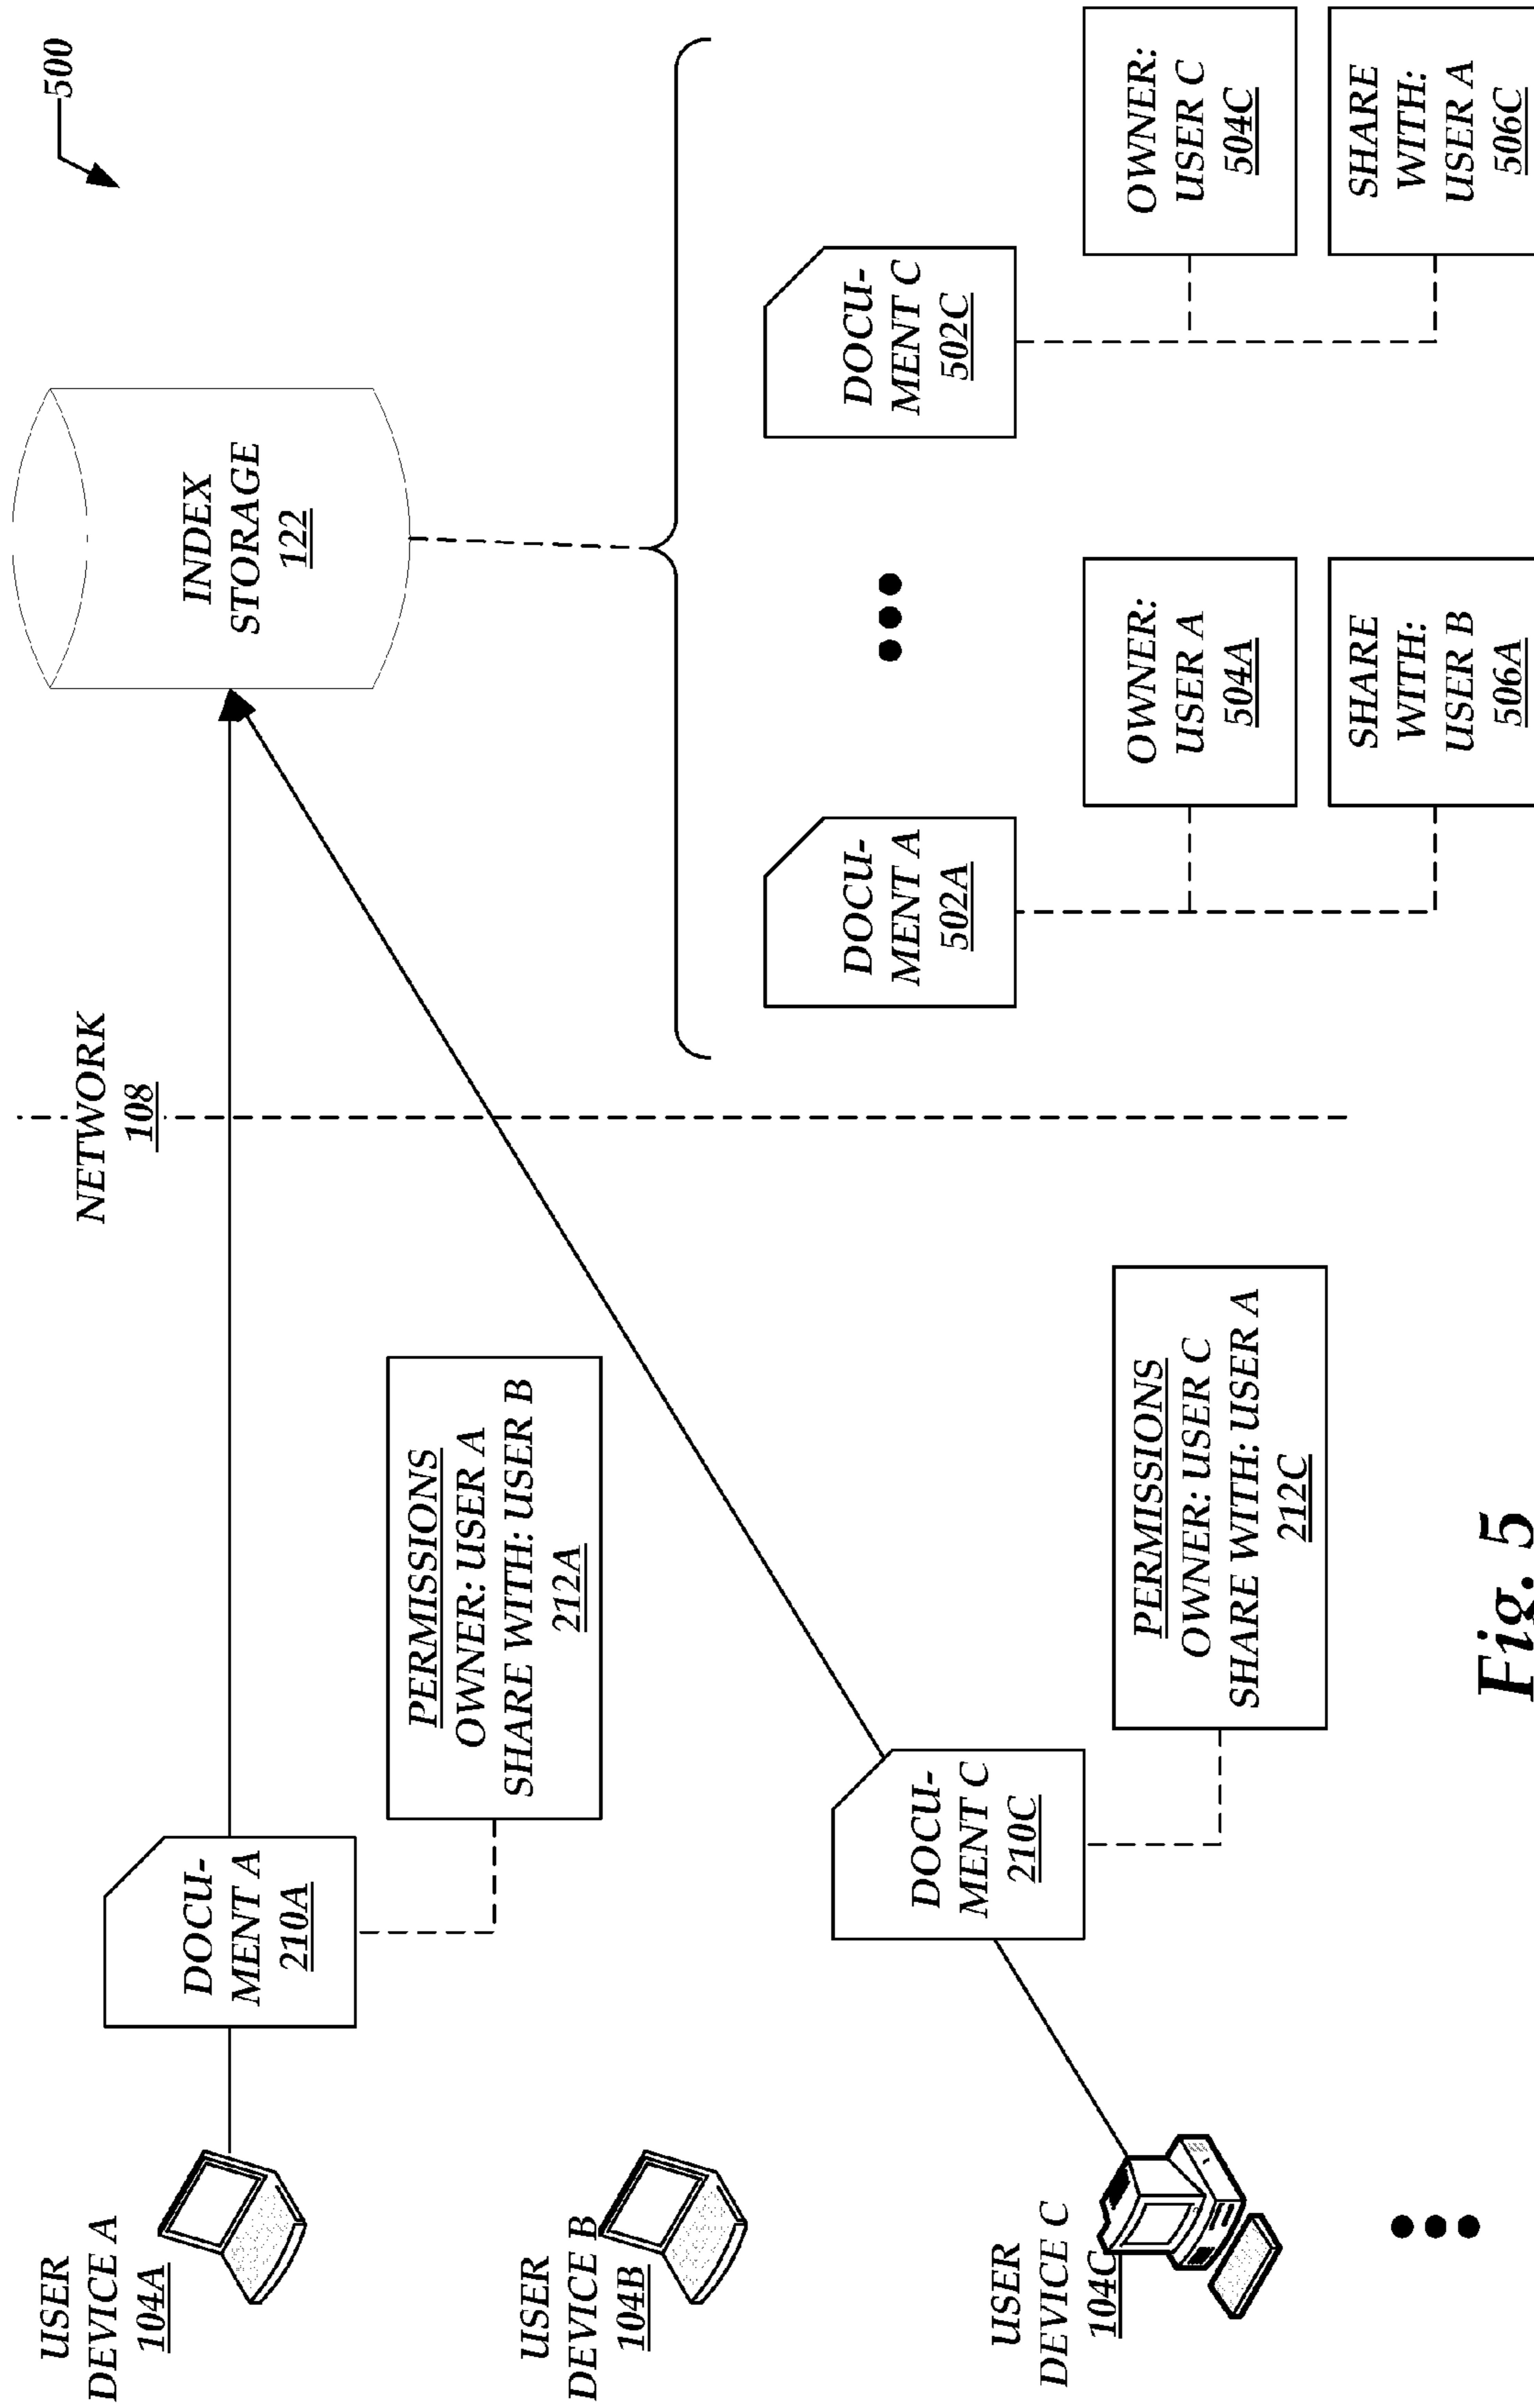 500
USER
DEVICE A
104A
DOCU-
MENT A
210A
PERMISSIONS
OWNER: USER A
SHARE WITH: USER B
212A
NETWORK
108
INDEX
STORAGE
122
USER
DEVICE B
104B
USER
DEVICE C
104C
DOCU-
MENT C
210C
PERMISSIONS
OWNER: USER C
SHARE WITH: USER A
212C
DOCU-
MENT A
502A
OWNER:
USER A
504A
SHARE
WITH:
USER B
506A
DOCU-
MENT C
502C
OWNER:
USER C
504C
SHARE
WITH:
USER A
506C
Fig. 5